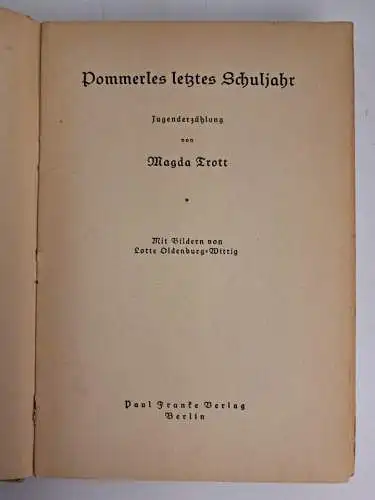 Pommerles letztes Schuljahr
Jugenderzählung
von
Magda Trott
*
Mit Bildern von
Lotte Oldenburg=Wittig
Paul Franke Verlag
Berlin